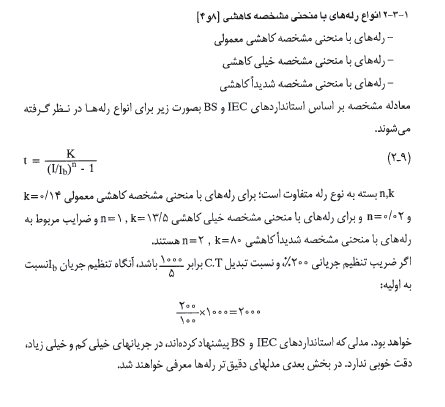 ۲-۳-۱ انواع رله‌های با منحنی مشخصه کاهشی [۸و۴]
– رله‌های با منحنی مشخصه کاهشی معمولی
– رله‌های با منحنی مشخصه خیلی کاهشی
– رله‌های با منحنی مشخصه شدیداً کاهشی
معادله مشخصه بر اساس استانداردهای IEC و BS بصورت زیر برای انواع رله‌هـا در نـظر گـرفته
می‌شوند.
t = K / ((I/I_b)^n - 1) (۲-۹)
n,k بسته به نوع رله متفاوت است؛ برای رله‌های با منحنی مشخصه کاهشی معمولی k=۰/۱۴
و n=۰/۰۲ و برای رله‌های با منحنی مشخصه خیلی کاهشی n=۱ , k=۱۳/۵ و ضرایب مربوط به
رله‌های با منحنی مشخصه شدیداً کاهشی n=۲ , k=۸۰ هستند.
اگر ضریب تنظیم جریانی ۲۰۰٪، و نسبت تبدیل C.T برابر ۱۰۰۰/۵ باشد، آنگاه تنظیم جریان I_b نسبت
به اولیه:
۲۰۰/۱۰۰ ×۱۰۰۰=۲۰۰۰
خواهد بود. مدلی که استانداردهای IEC و BS پیشنهاد کرده‌اند، در جریانهای خیلی کم و خیلی زیاد،
دقت خوبی ندارد. در بخش بعدی مدلهای دقیق‌تر رله‌ها معرفی خواهند شد.